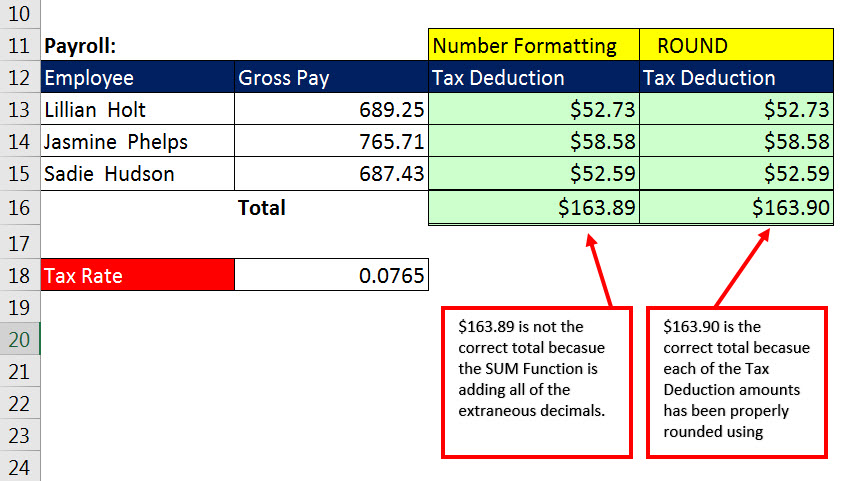 10
11 Payroll: Number Formatting ROUND
12 Employee Gross Pay Tax Deduction Tax Deduction
13 Lillian Holt 689.25 $52.73 $52.73
14 Jasmine Phelps 765.71 $58.58 $58.58
15 Sadie Hudson 687.43 $52.59 $52.59
16 Total $163.89 $163.90
17
18 Tax Rate 0.0765
19
20
21
22
23
24
$163.89 is not the
correct total becasue
the SUM Function is
adding all of the
extraneous decimals.
$163.90 is the
correct total becasue
each of the Tax
Deduction amounts
has been properly
rounded using